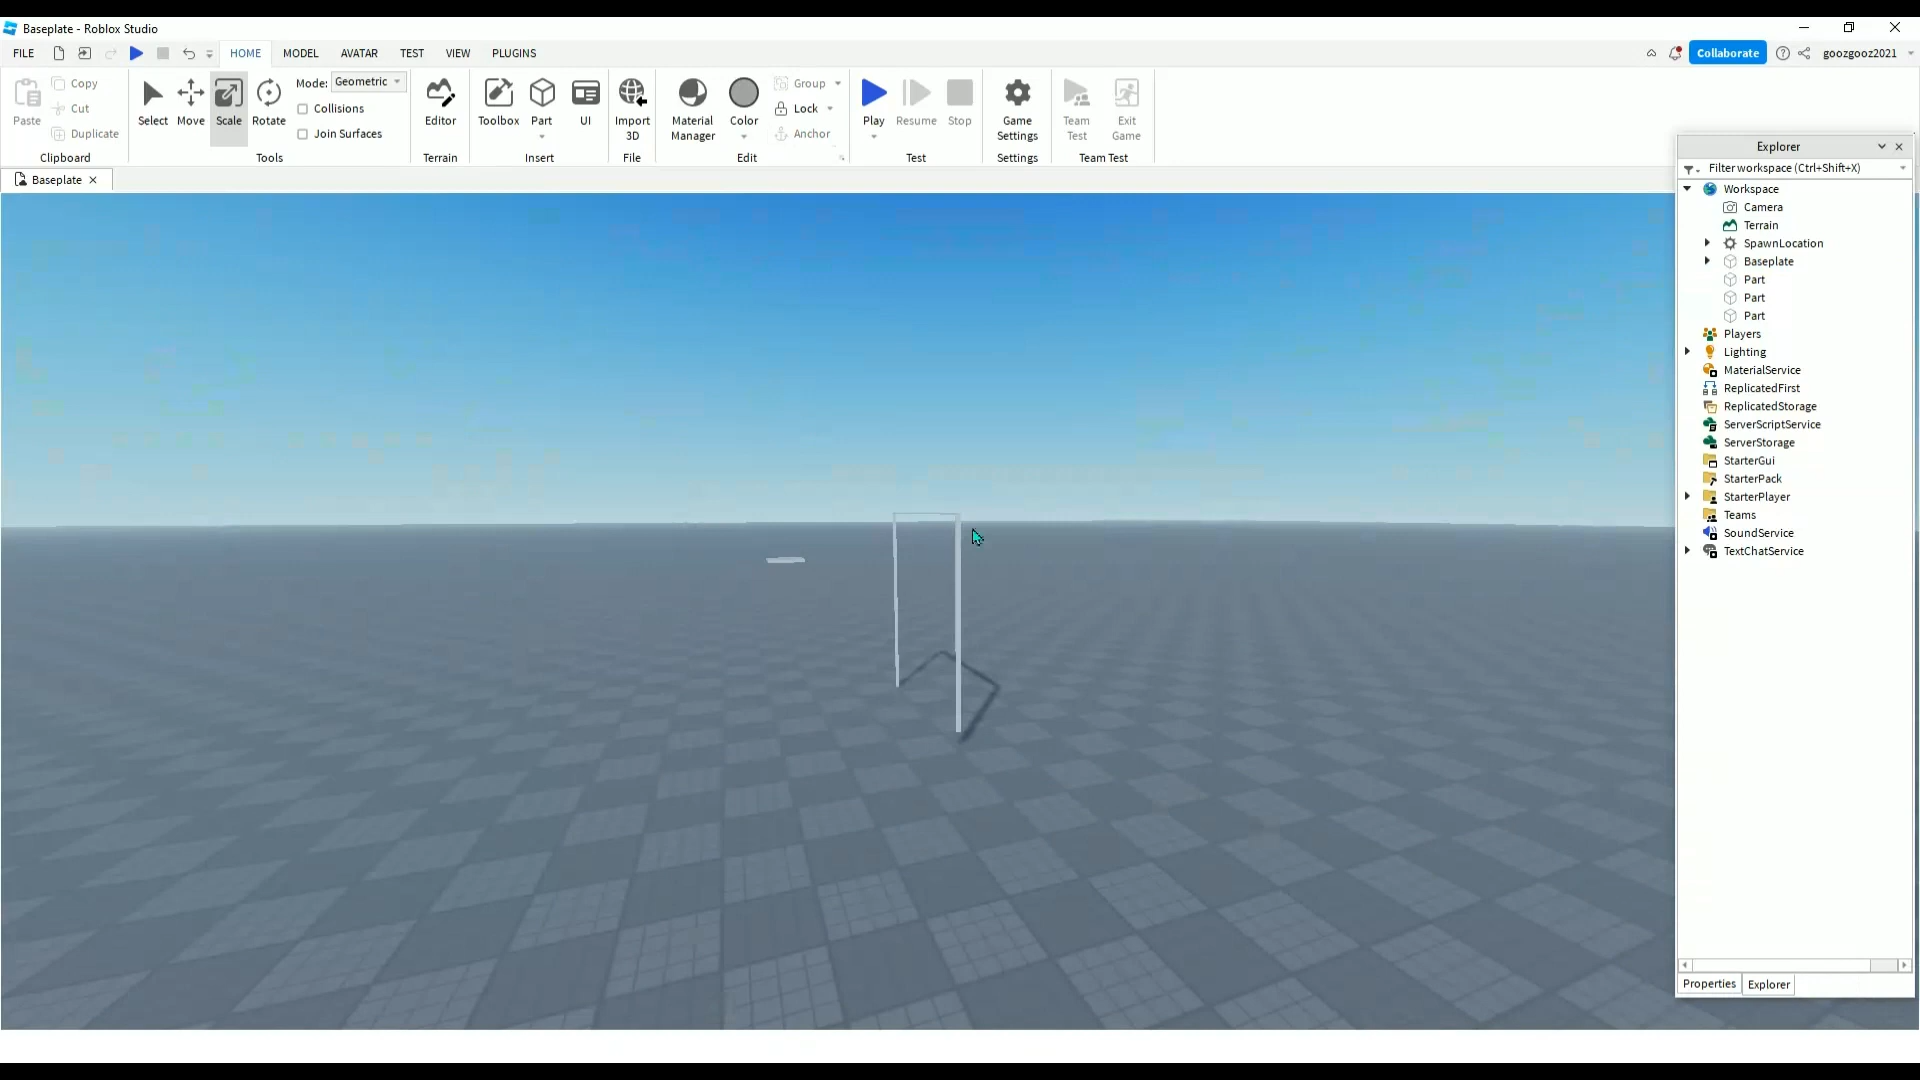 Baseplate - Roblox Studio
FILE HOME MODEL AVATAR TEST VIEW PLUGINS Collaborate goozgooz2021
Paste Copy Cut Duplicate
Clipboard
Select Move Scale Rotate
Mode: Geometric
Collisions
Join Surfaces
Tools
Editor
Terrain
Toolbox Part UI
Insert
Import 3D
File
Material Manager Color
Group
Lock
Anchor
Edit
Play Resume Stop
Test
Game Settings
Settings
Team Test Exit Game
Team Test
Baseplate
Explorer
Filter workspace (Ctrl+Shift+X)
Workspace
Camera
Terrain
SpawnLocation
Baseplate
Part
Part
Part
Players
Lighting
MaterialService
ReplicatedFirst
ReplicatedStorage
ServerScriptService
ServerStorage
StarterGui
StarterPack
StarterPlayer
Teams
SoundService
TextChatService
Properties Explorer